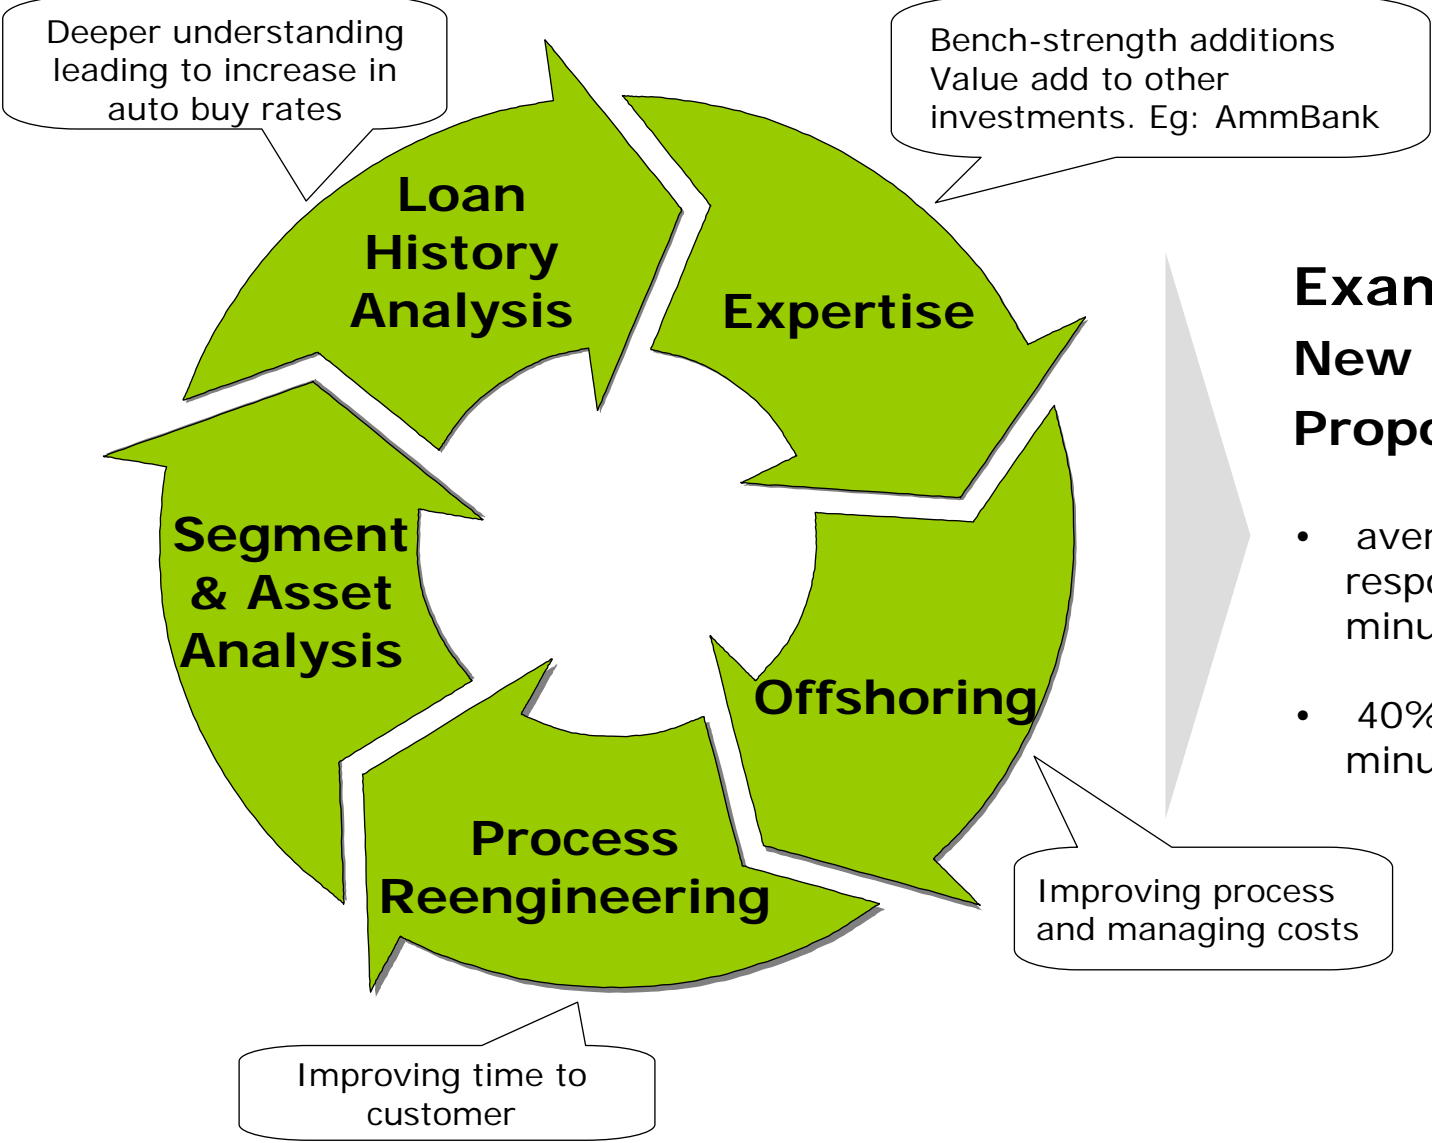 Deeper understanding
leading to increase in
auto buy rates
Bench-strength additions
Value add to other
investments. Eg: AmmBank
Loan
History
Analysis
Expertise
Segment
& Asset
Analysis
Offshoring
Process
Reengineering
Improving process
and managing costs
Improving time to
customer
New
• 
• 40%